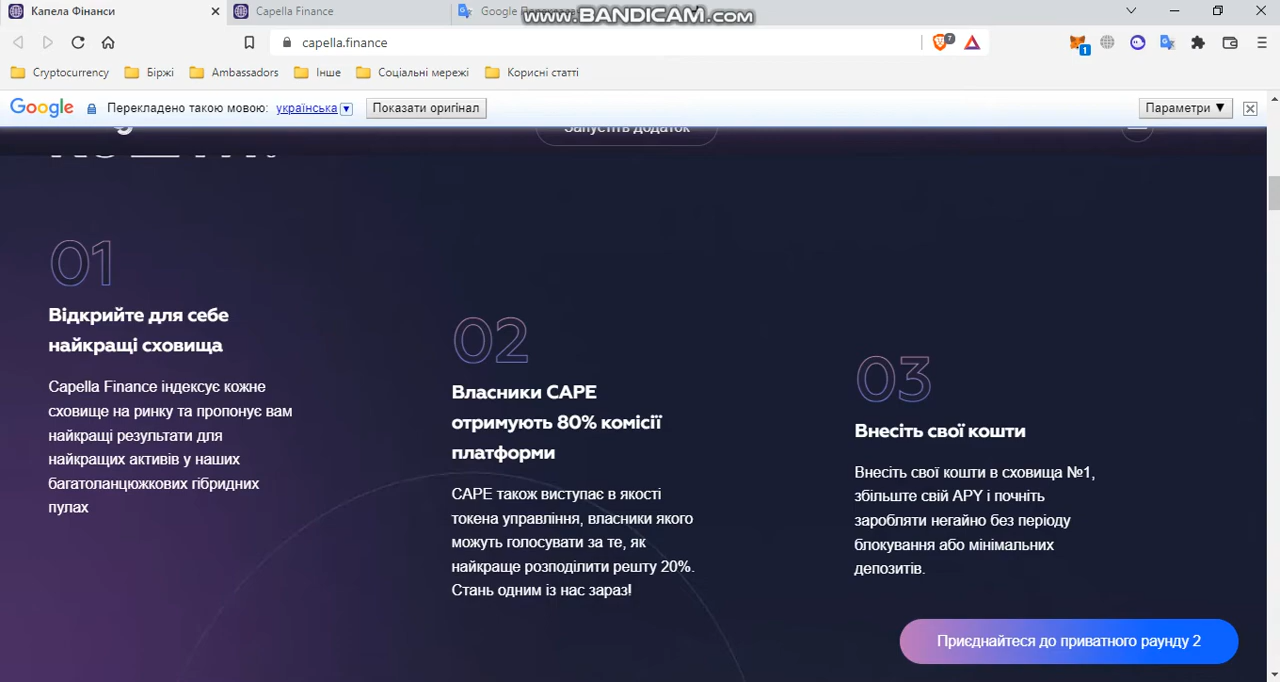 Капела Фінанси
Capella Finance
Google
www.BANDICAM.com
capella.finance
7
1
Cryptocurrency
Біржі
Ambassadors
Інше
Соціальні мережі
Корисні статті
Google
Перекладено такою мовою: українська
Показати оригінал
Параметри ▼
Запустіть додаток
01
Відкрийте для себе
найкращі сховища
Capella Finance індексує кожне
сховище на ринку та пропонує вам
найкращі результати для
найкращих активів у наших
багатоланцюжкових гібридних
пулах
02
Власники CAPE
отримують 80% комісії
платформи
CAPE також виступає в якості
токена управління, власники якого
можуть голосувати за те, як
найкраще розподілити решту 20%.
Стань одним із нас зараз!
03
Внесіть свої кошти
Внесіть свої кошти в сховища №1,
збільште свій APY і почніть
заробляти негайно без періоду
блокування або мінімальних
депозитів.
Приєднайтеся до приватного раунду 2